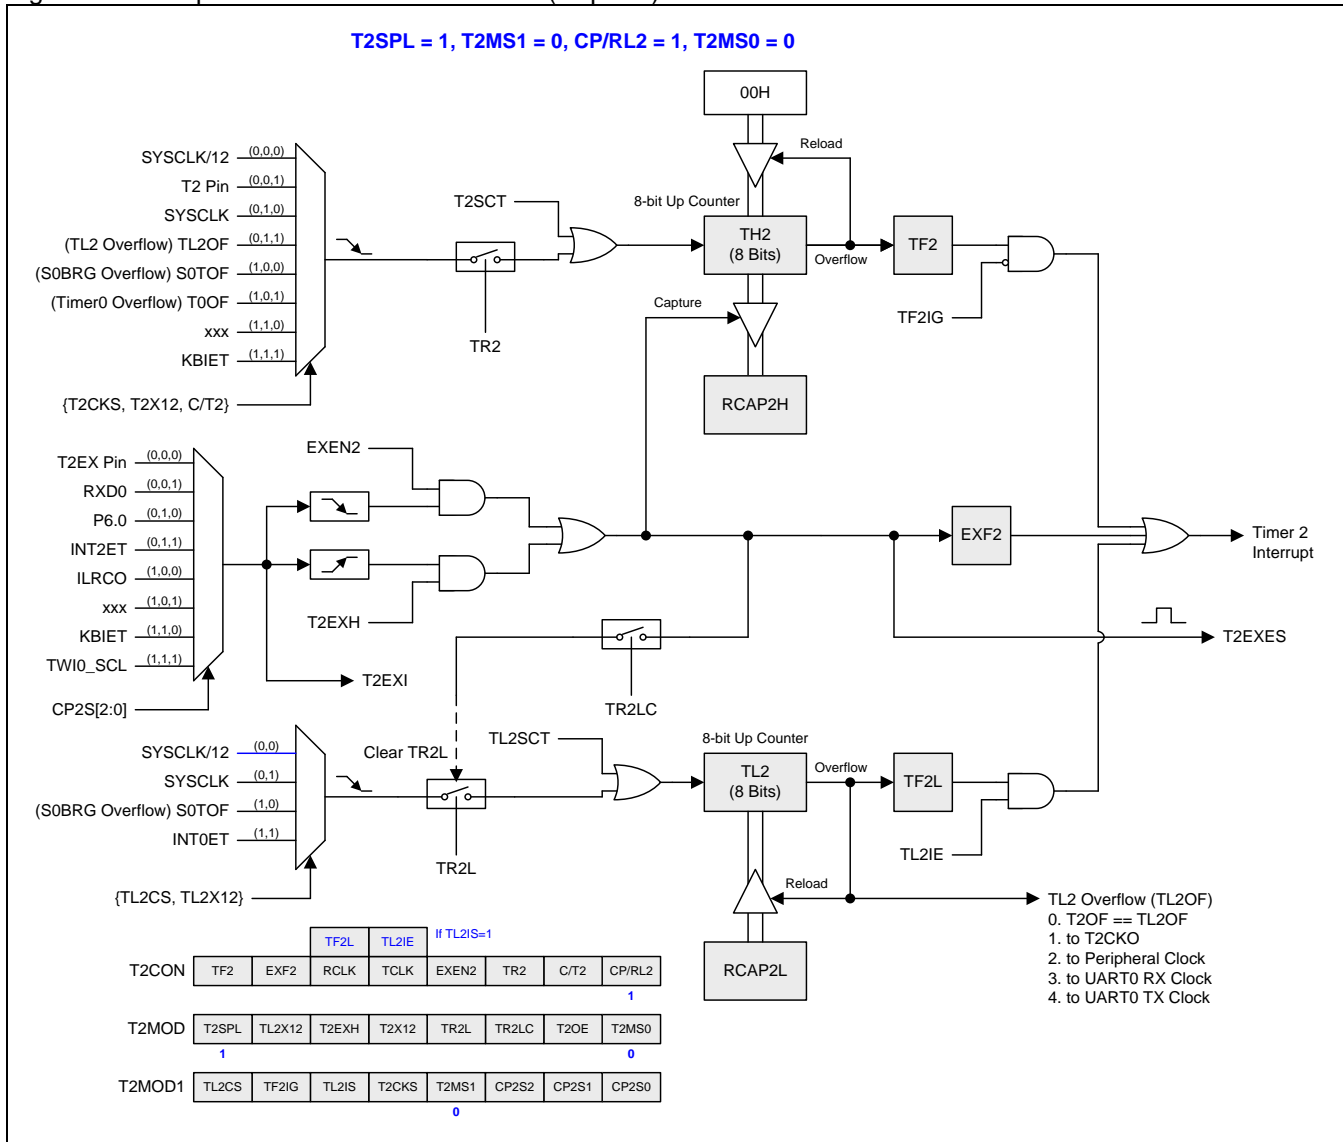 T2SPL = 1, T2MS1 = 0, CP/RL2 = 1, T2MS0 = 0
00H
Reload
SYSCLK/12 (0,0,0)
T2 Pin (0,0,1)
SYSCLK (0,1,0)
(TL2 Overflow) TL2OF (0,1,1)
(S0BRG Overflow) S0TOF (1,0,0)
(Timer0 Overflow) T0OF (1,0,1)
xxx (1,1,0)
KBIET (1,1,1)
{T2CKS, T2X12, C/T2}
TR2
T2SCT
8-bit Up Counter
TH2
(8 Bits)
Overflow
TF2
TF2IG
Capture
RCAP2H
T2EX Pin (0,0,0)
RXD0 (0,0,1)
P6.0 (0,1,0)
INT2ET (0,1,1)
ILRCO (1,0,0)
xxx (1,0,1)
KBIET (1,1,0)
TWI0_SCL (1,1,1)
CP2S[2:0]
EXEN2
T2EXH
T2EXI
EXF2
Timer 2
Interrupt
T2EXES
TR2LC
SYSCLK/12 (0,0)
SYSCLK (0,1)
(S0BRG Overflow) S0TOF (1,0)
INT0ET (1,1)
{TL2CS, TL2X12}
Clear TR2L
TR2L
TL2SCT
8-bit Up Counter
TL2
(8 Bits)
Overflow
TF2L
TL2IE
Reload
RCAP2L
TL2 Overflow (TL2OF)
0. T2OF == TL2OF
1. to T2CKO
2. to Peripheral Clock
3. to UART0 RX Clock
4. to UART0 TX Clock
TF2L TL2IE If TL2IS=1
T2CON TF2 EXF2 RCLK TCLK EXEN2 TR2 C/T2 CP/RL2
1
T2MOD T2SPL TL2X12 T2EXH T2X12 TR2L TR2LC T2OE T2MS0
1 0
T2MOD1 TL2CS TF2IG TL2IS T2CKS T2MS1 CP2S2 CP2S1 CP2S0
0